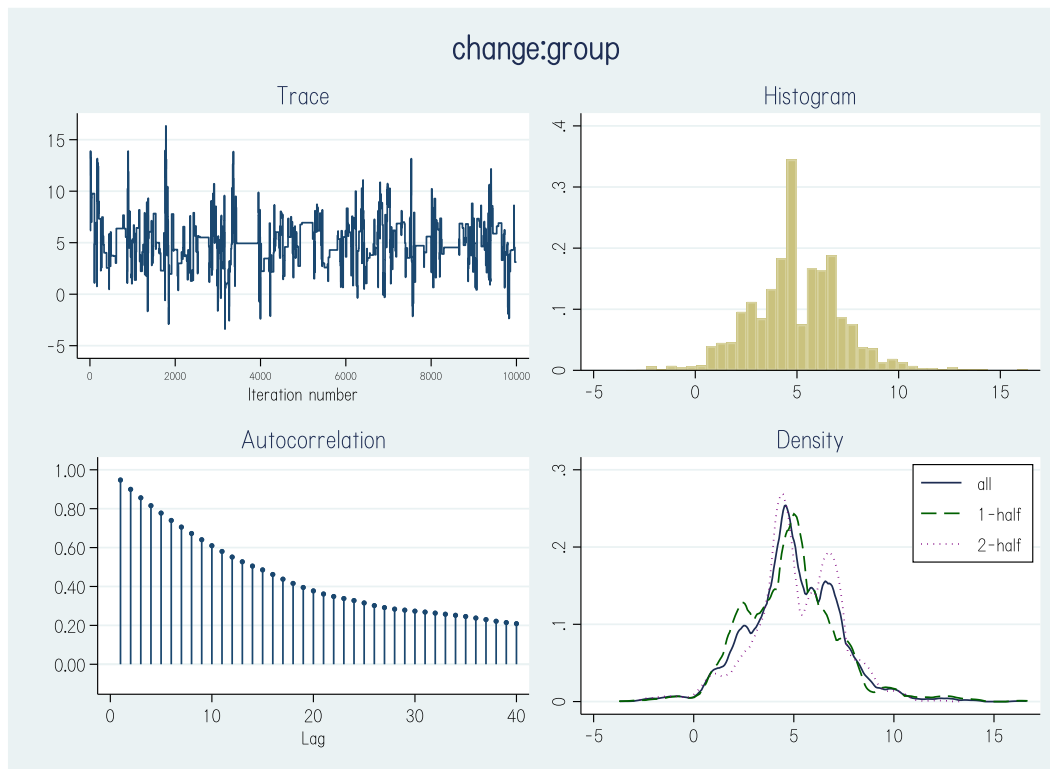 change:group
Trace
15
10
5
0
-5
0 2000 4000 6000 8000 10000
Iteration number
Histogram
.4
.3
.2
.1
0
-5 0 5 10 15
Autocorrelation
1.00
0.80
0.60
0.40
0.20
0.00
0 10 20 30 40
Lag
Density
.3
.2
.1
0
-5 0 5 10 15
all
1-half
2-half